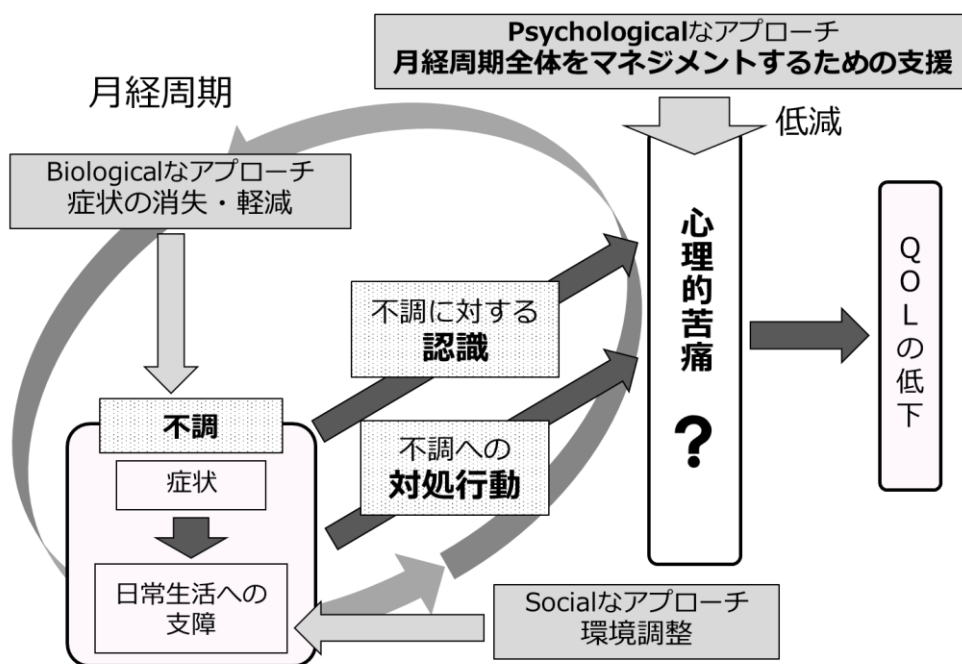 Psychologicalなアプローチ
月経周期全体をマネジメントするための支援
月経周期
低減
Biologicalなアプローチ
症状の消失・軽減
心理的苦痛
？
QOLの低下
不調に対する
認識
不調
症状
不調への
対処行動
日常生活への
支障
Socialなアプローチ
環境調整